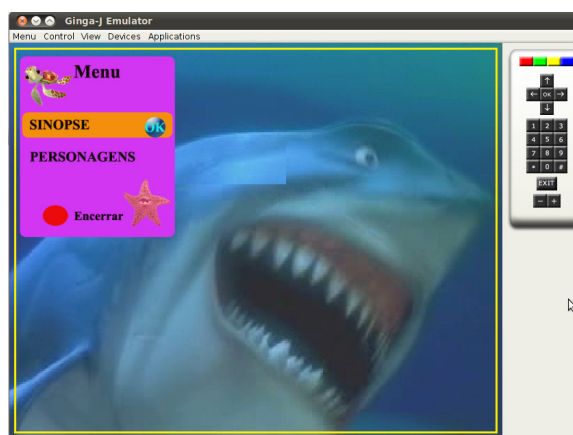 Ginga-J Emulator
Menu Control View Devices Applications
Menu
SINOPSE OK
PERSONAGENS
Encerrar
← OK →
1 2 3
4 5 6
7 8 9
* 0 #
EXIT
− +